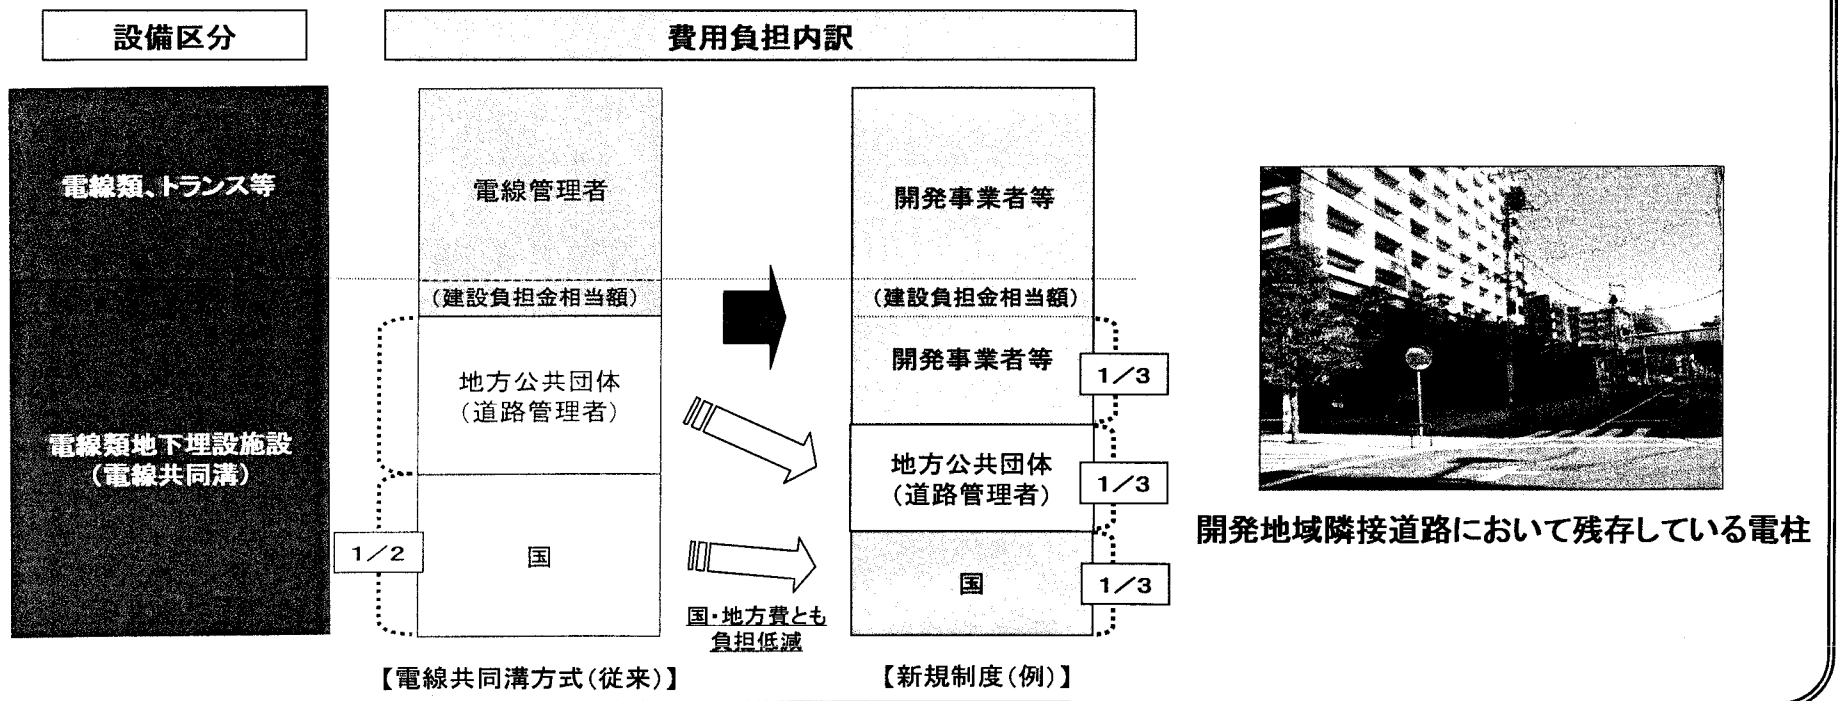 設備区分
費用負担内訳
電線類、トランス等
電線管理者
開発事業者等
(建設負担金相当額)
(建設負担金相当額)
開発事業者等
1/3
地方公共団体
(道路管理者)
地方公共団体
(道路管理者)
1/3
電線類地下埋設施設
(電線共同溝)
1/2
国
国
1/3
国・地方費とも
負担低減
【電線共同溝方式(従来)】
【新規制度(例)】
開発地域隣接道路において残存している電柱